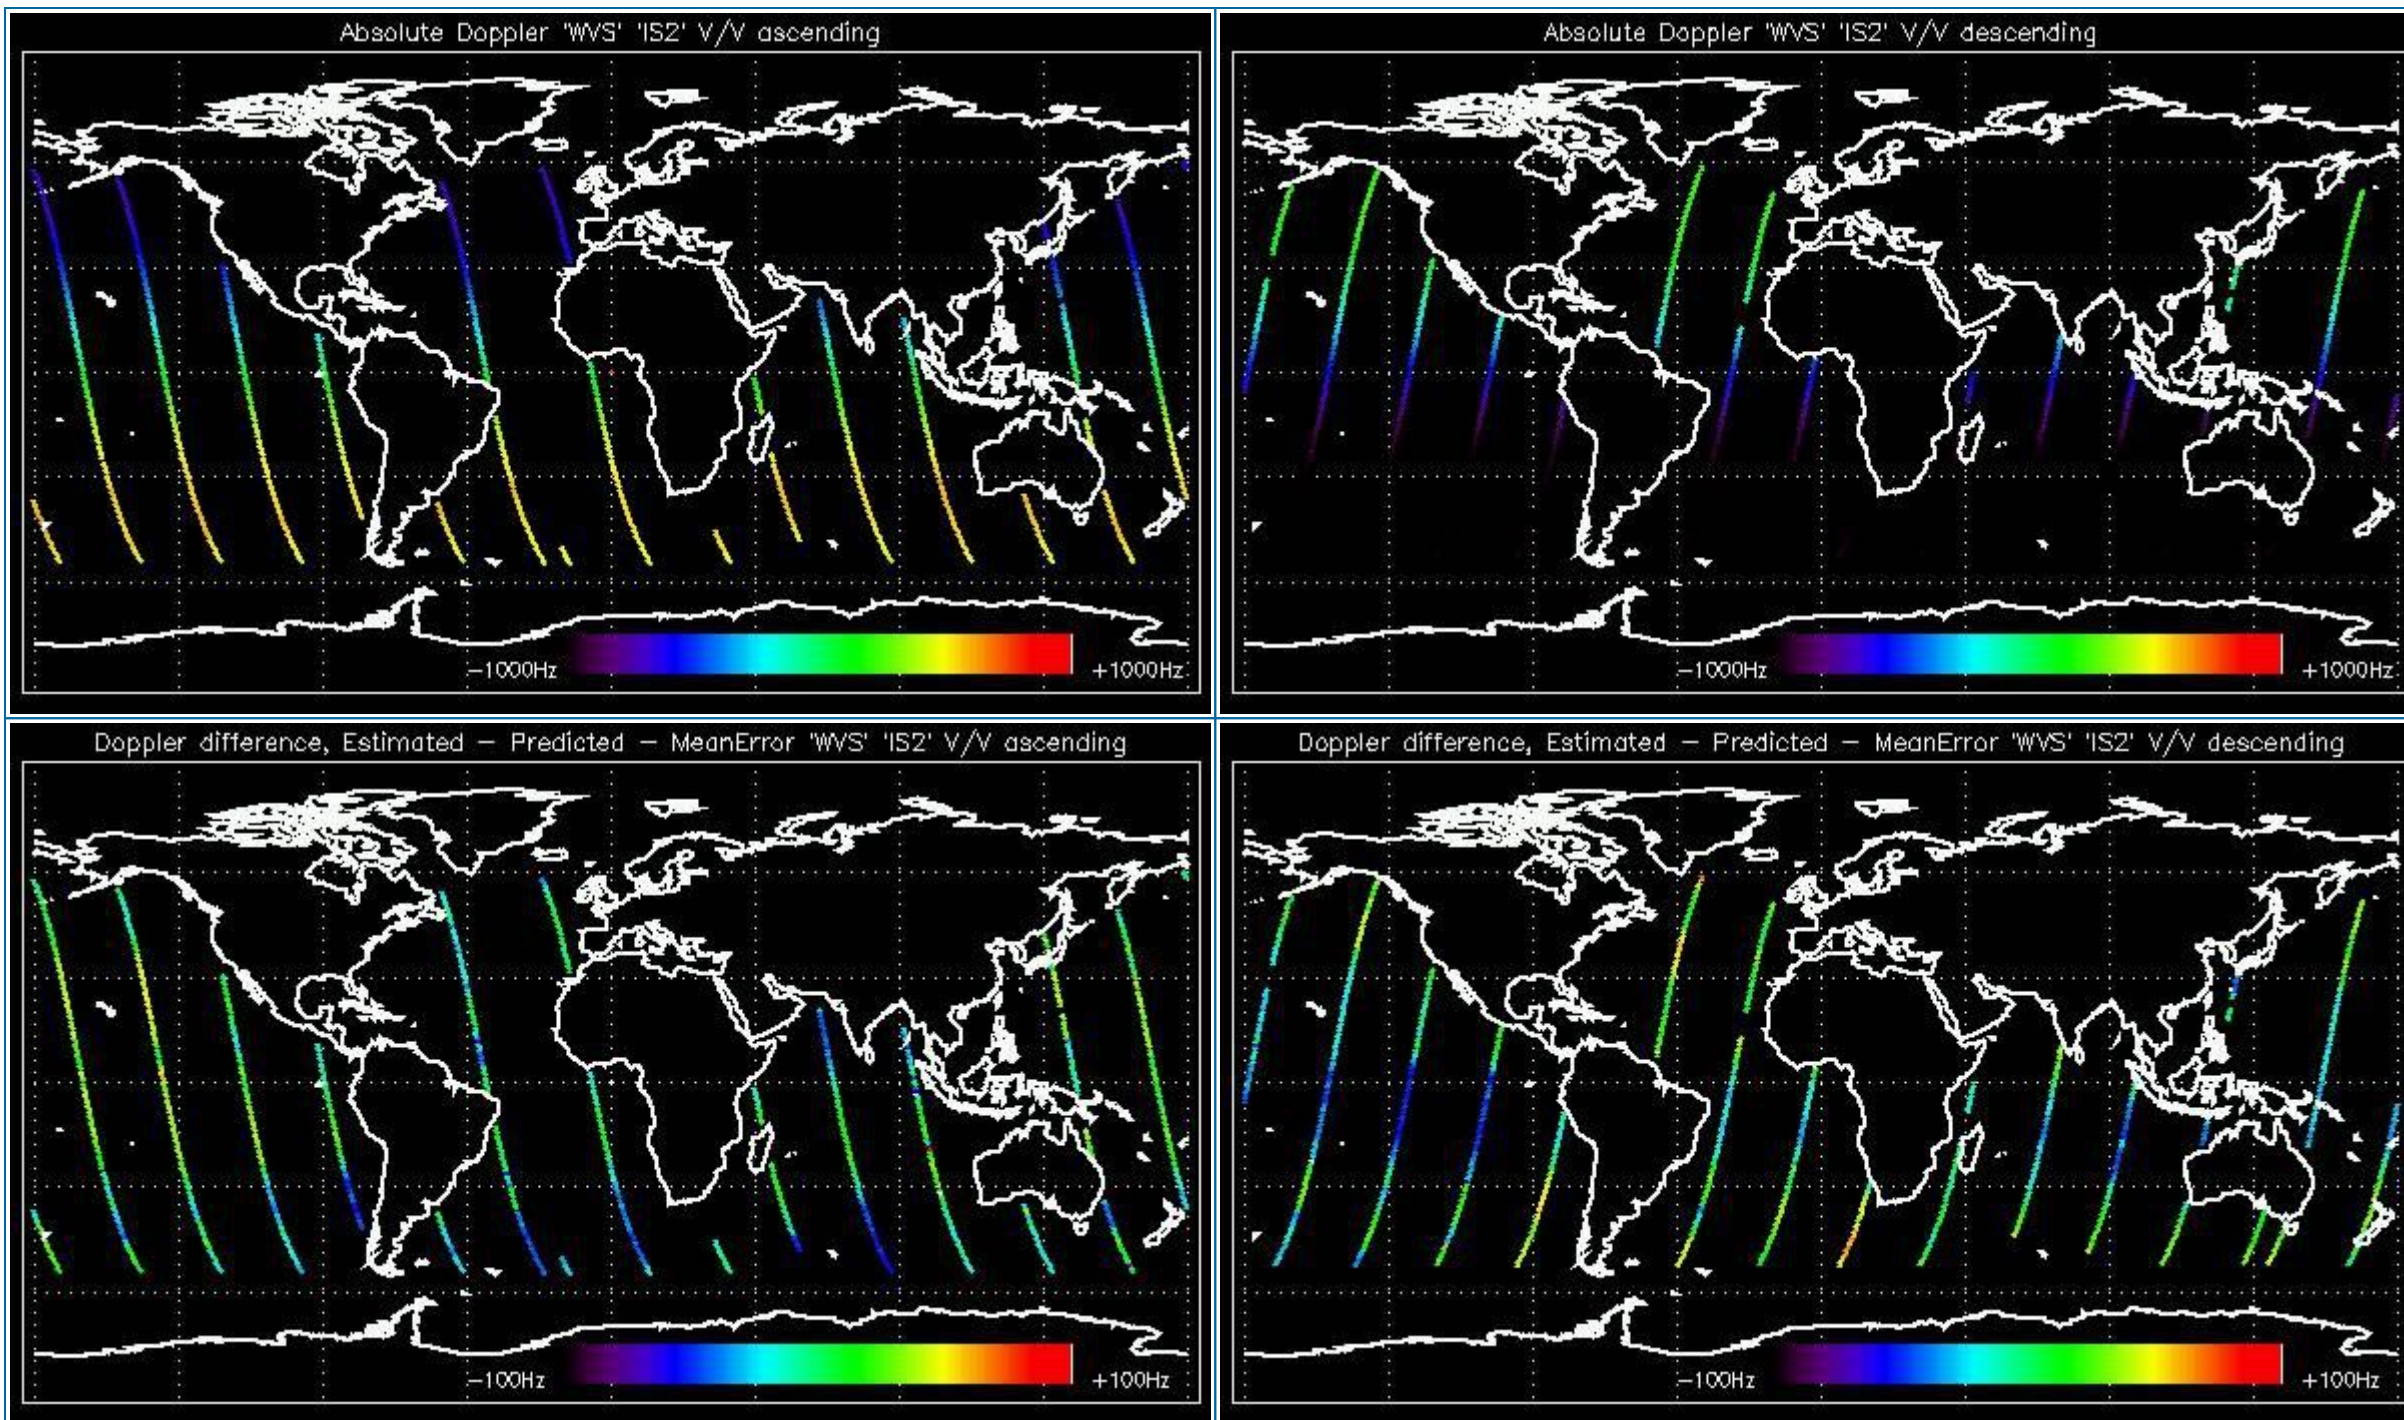 Absolute Doppler 'WVS' 'IS2' V/V ascending
-1000Hz +1000Hz
Absolute Doppler 'WVS' 'IS2' V/V descending
-1000Hz +1000Hz
Doppler difference, Estimated - Predicted - MeanError 'WVS' 'IS2' V/V ascending
-100Hz +100Hz
Doppler difference, Estimated - Predicted - MeanError 'WVS' 'IS2' V/V descending
-100Hz +100Hz